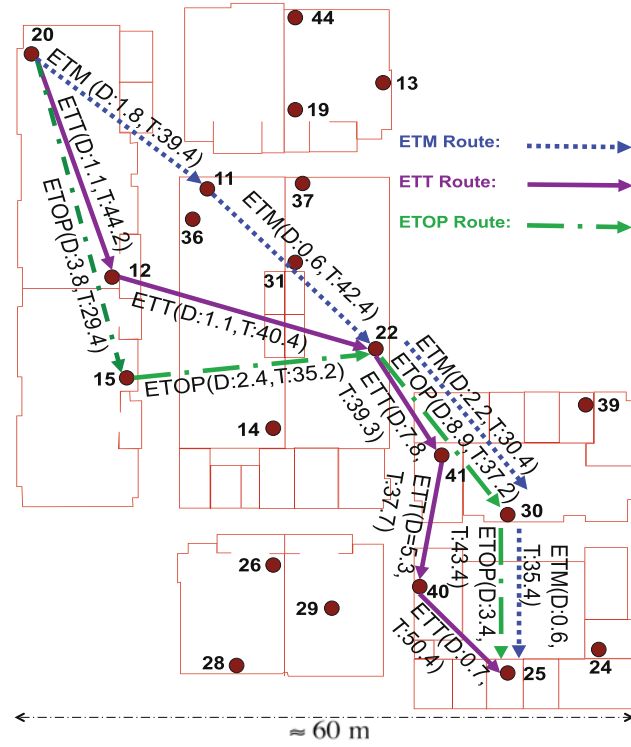 20
44
13
19
ETM (D:1.8, T:39.4)
ETM Route:
ETT Route:
ETOP Route:
11
37
36
ETT(D:1.1,T:44.2)
ETOP(D:3.8,T:29.4)
ETM(D:0.6, T:42.4)
31
12
ETT(D:1.1,T:40.4)
22
15
ETOP(D:2.4,T:35.2)
ETM(D:2.2,T:30.4)
ETOP(D:8.9,T:37.2)
ETT(D:7.8,
T:39.3)
39
14
41
30
ETT(D=5.3,
T:37.7)
ETOP(D:3.4,
T:43.4)
ETM(D:0.6,
T:35.4)
26
40
29
ETT(D:0.7,
T:50.4)
28
25
24
≈ 60 m